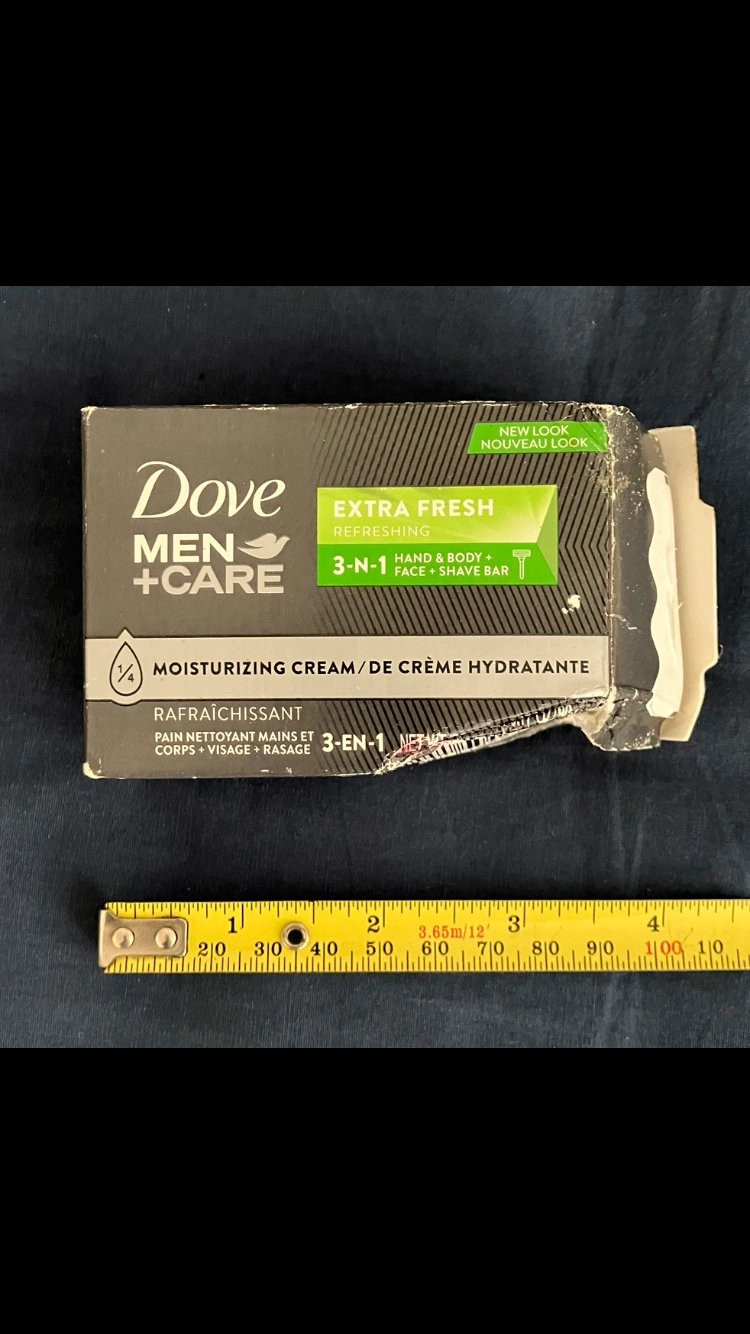 NEW LOOK
NOUVEAU LOOK
Dove
MEN
+CARE
EXTRA FRESH
REFRESHING
3-N-1 HAND & BODY +
FACE + SHAVE BAR
1/4 MOISTURIZING CREAM/DE CRÈME HYDRATANTE
RAFRAÎCHISSANT
PAIN NETTOYANT MAINS ET
CORPS + VISAGE + RASAGE 3-EN-1
1 2 3 4
3.65m/12'
20 30 40 50 60 70 80 90 100 10